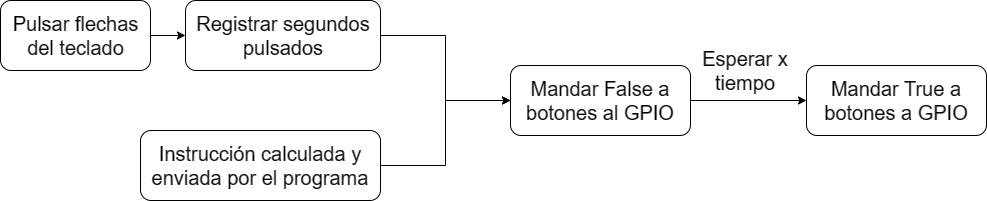 Pulsar flechas
del teclado
Registrar segundos
pulsados
Instrucción calculada y
enviada por el programa
Mandar False a
botones al GPIO
Esperar x
tiempo
Mandar True a
botones a GPIO